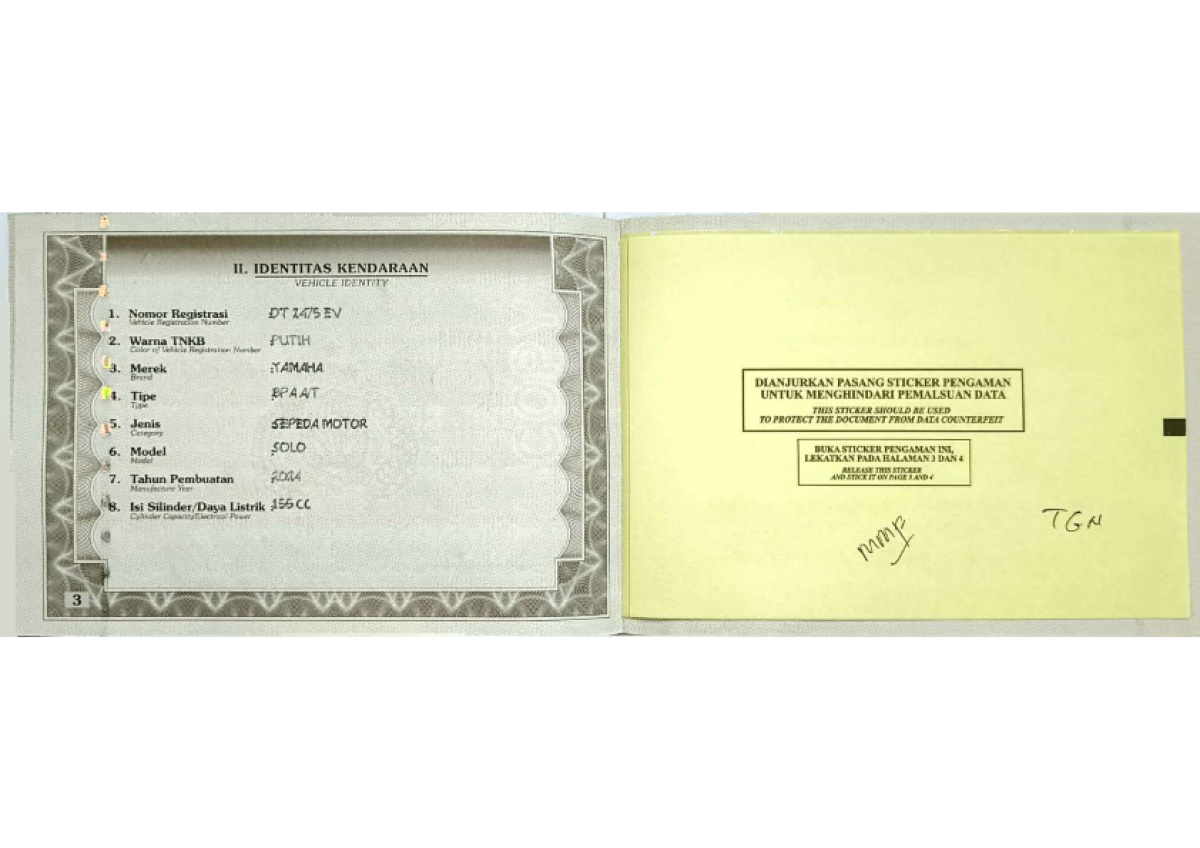 II. IDENTITAS KENDARAAN
VEHICLE IDENTITY
1. Nomor Registrasi : DT 2475 EV
Vehicle Registration Number
2. Warna TNKB : PUTIH
Color of Vehicle Registration Number
3. Merek : YAMAHA
Brand
4. Tipe : BPA A/T
Type
5. Jenis : SEPEDA MOTOR
Category
6. Model : SOLO
Model
7. Tahun Pembuatan : 2024
Manufacture Year
8. Isi Silinder/Daya Listrik : 155 CC
Cylinder Capacity/Electrical Power
3
DIANJURKAN PASANG STICKER PENGAMAN
UNTUK MENGHINDARI PEMALSUAN DATA
THIS STICKER SHOULD BE USED
TO PROTECT THE DOCUMENT FROM DATA COUNTERFEIT
BUKA STICKER PENGAMAN INI,
LEKATKAN PADA HALAMAN 3 DAN 4
RELEASE THIS STICKER
AND STICK IT ON PAGE 3 AND 4
TGN